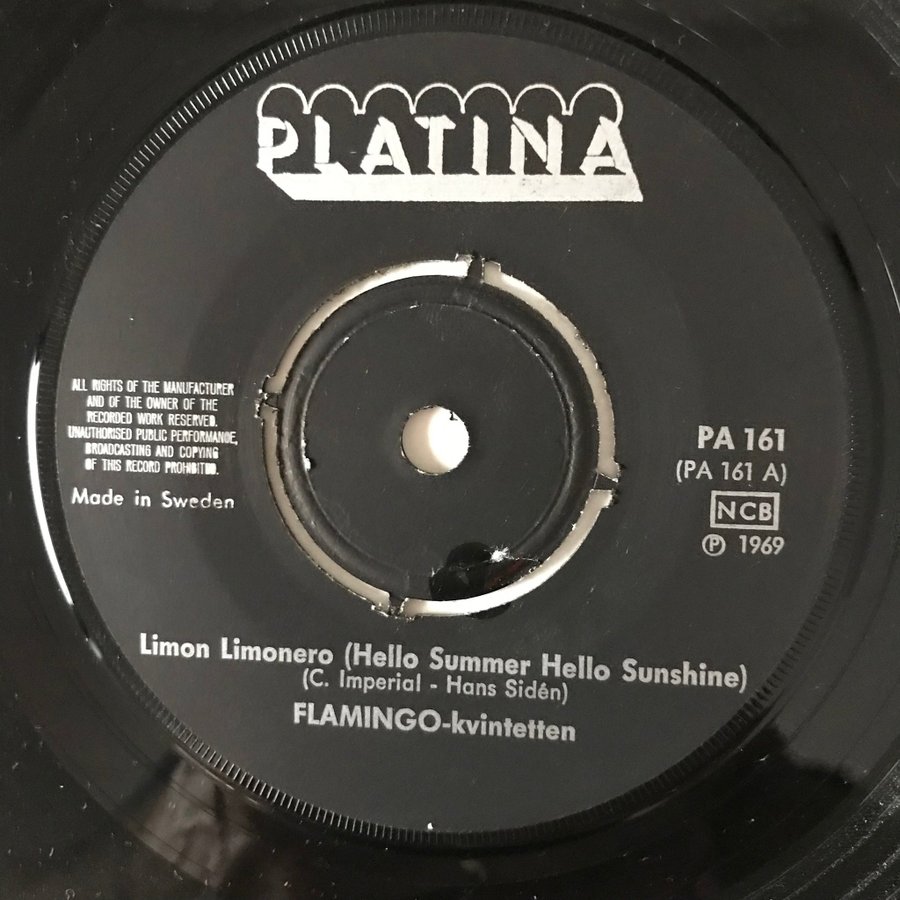 PLATINA
ALL RIGHTS OF THE MANUFACTURER
AND OF THE OWNER OF THE
RECORDED WORK RESERVED.
UNAUTHORISED PUBLIC PERFORMANCE,
BROADCASTING AND COPYING
OF THIS RECORD PROHIBITED.
Made in Sweden
PA 161
(PA 161 A)
NCB
Ⓟ 1969
Limon Limonero (Hello Summer Hello Sunshine)
(C. Imperial - Hans Sidén)
FLAMINGO-kvintetten